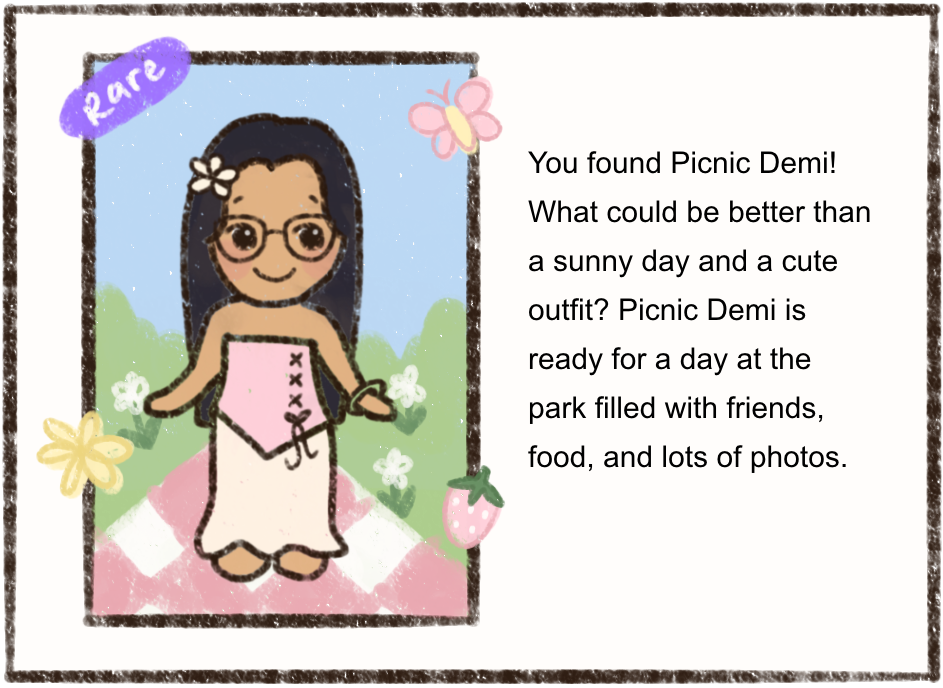 Rare
You found Picnic Demi!
What could be better than
a sunny day and a cute
outfit? Picnic Demi is
ready for a day at the
park filled with friends,
food, and lots of photos.